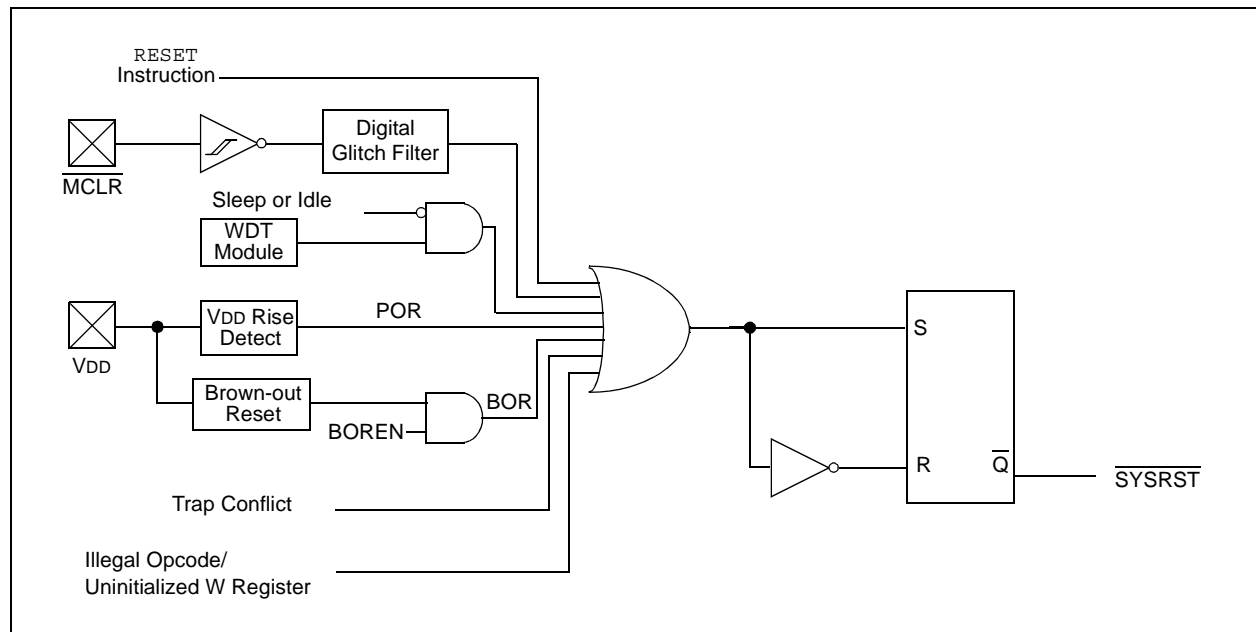 RESET
Instruction
Digital
Glitch Filter
MCLR
Sleep or Idle
WDT
Module
VDD Rise
Detect
POR
VDD
Brown-out
Reset
BOR
BOREN
S
R
Q
SYSRST
Trap Conflict
Illegal Opcode/
Uninitialized W Register